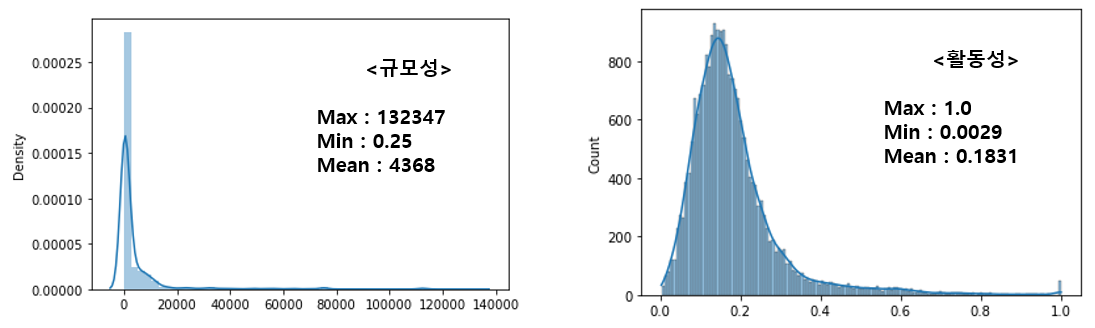 <규모성>
Max : 132347
Min : 0.25
Mean : 4368
Density
0.00025
0.00020
0.00015
0.00010
0.00005
0.00000
0 20000 40000 60000 80000 100000 120000 140000
<활동성>
Max : 1.0
Min : 0.0029
Mean : 0.1831
Count
800
600
400
200
0
0.0 0.2 0.4 0.6 0.8 1.0